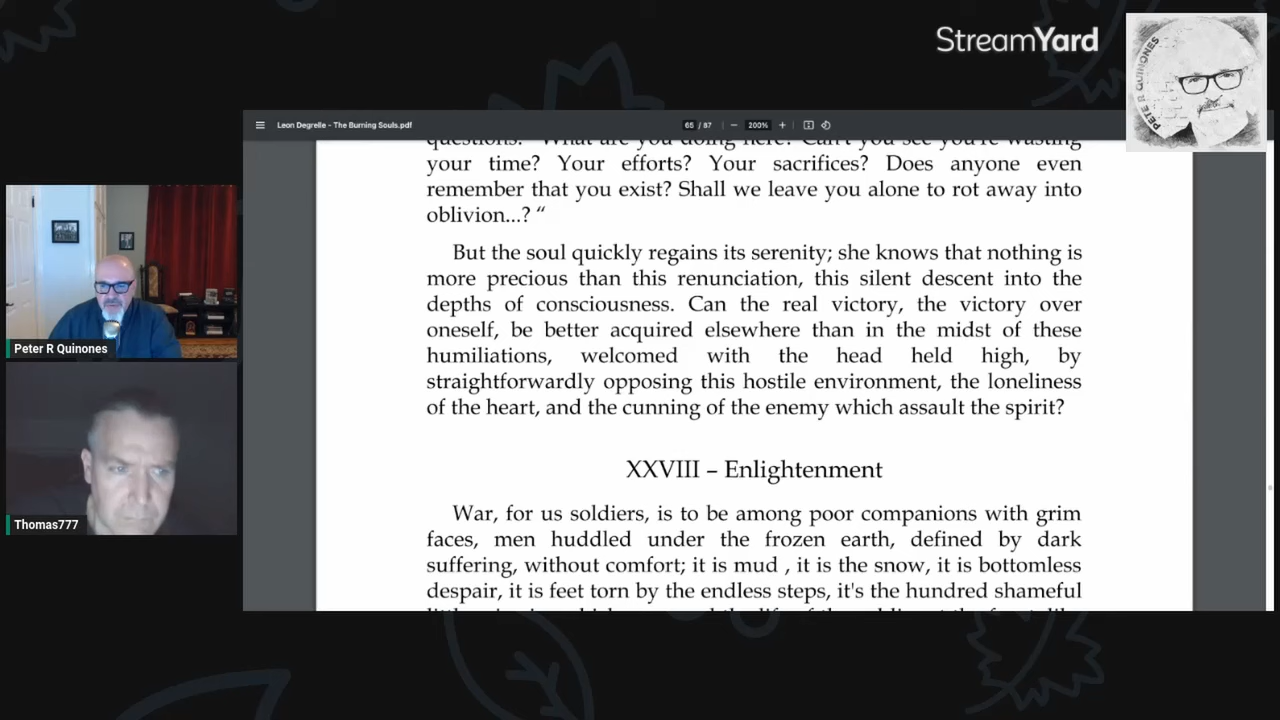 StreamYard
PETER R QUINONES
Leon Degrelle - The Burning Souls.pdf
65 / 87
200%
your time? Your efforts? Your sacrifices? Does anyone even
remember that you exist? Shall we leave you alone to rot away into
oblivion...? “
But the soul quickly regains its serenity; she knows that nothing is
more precious than this renunciation, this silent descent into the
depths of consciousness. Can the real victory, the victory over
oneself, be better acquired elsewhere than in the midst of these
humiliations, welcomed with the head held high, by
straightforwardly opposing this hostile environment, the loneliness
of the heart, and the cunning of the enemy which assault the spirit?
XXVIII – Enlightenment
War, for us soldiers, is to be among poor companions with grim
faces, men huddled under the frozen earth, defined by dark
suffering, without comfort; it is mud , it is the snow, it is bottomless
despair, it is feet torn by the endless steps, it's the hundred shameful
Peter R Quinones
Thomas777